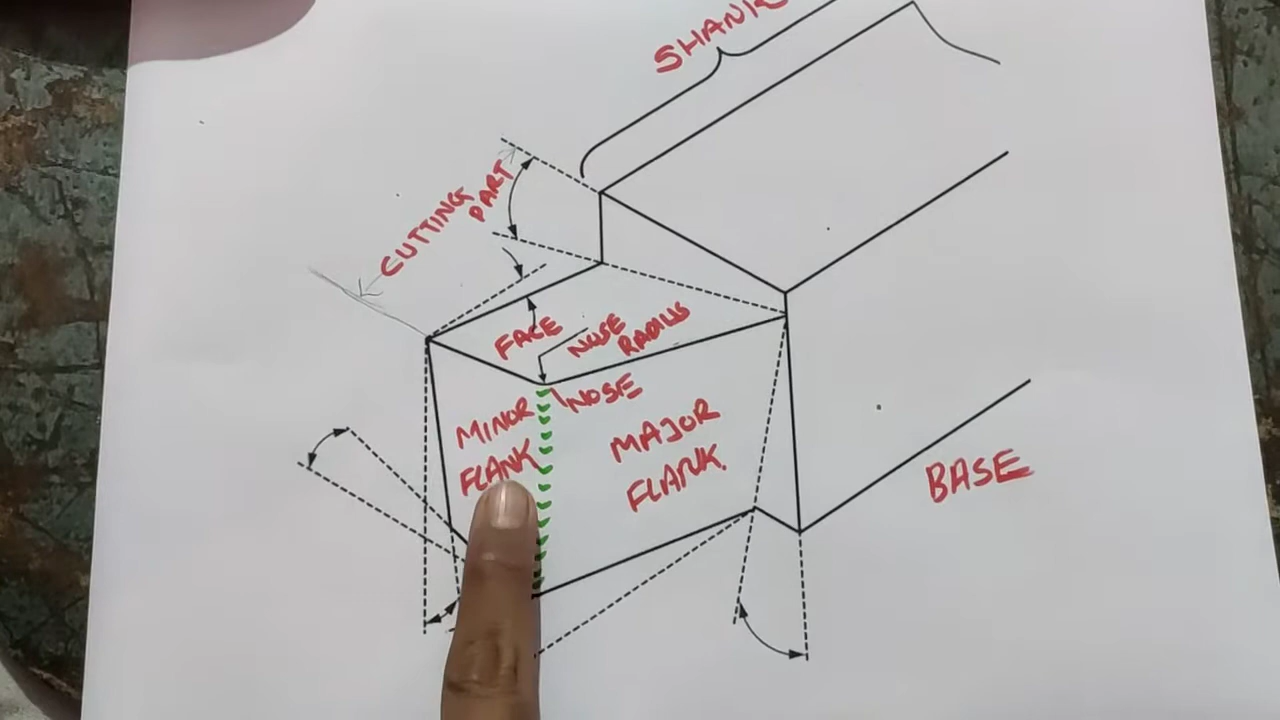 SHANK
CUTTING
PART
FACE
NOSE
RADIUS
NOSE
MINOR
FLANK
MAJOR
FLANK
BASE